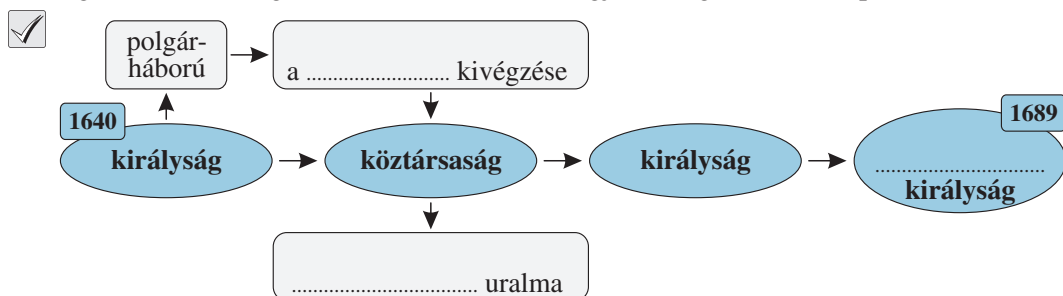 polgár-
háború
a .......................... kivégzése
1640
királyság
köztársaság
királyság
1689
..............................
királyság
.................................. uralma